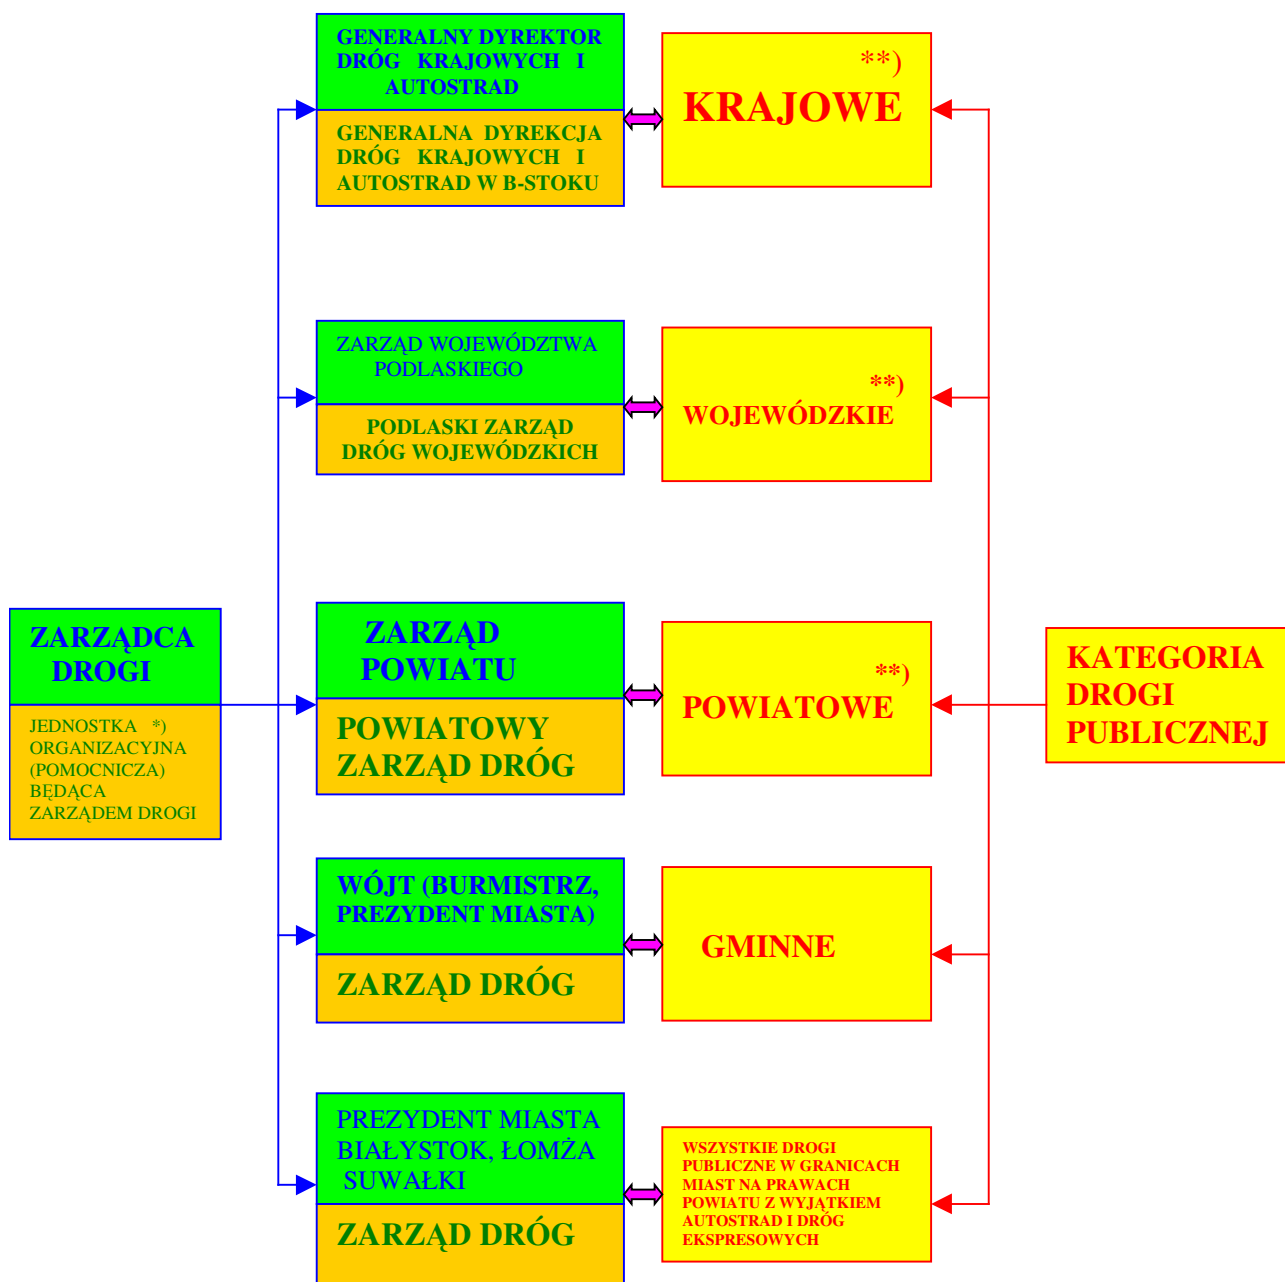 GENERALNY DYREKTOR
DRÓG KRAJOWYCH I
AUTOSTRAD
GENERALNA DYREKCJA
DRÓG KRAJOWYCH I
AUTOSTRAD W B-STOKU
**)
KRAJOWE
ZARZĄD WOJEWÓDZTWA
PODLASKIEGO
PODLASKI ZARZĄD
DRÓG WOJEWÓDZKICH
**)
WOJEWÓDZKIE
ZARZĄDCA
DROGI
JEDNOSTKA *)
ORGANIZACYJNA
(POMOCNICZA)
BĘDĄCA
ZARZĄDEM DROGI
ZARZĄD
POWIATU
POWIATOWY
ZARZĄD DRÓG
**)
POWIATOWE
KATEGORIA
DROGI
PUBLICZNEJ
WÓJT (BURMISTRZ,
PREZYDENT MIASTA)
ZARZĄD DRÓG
GMINNE
PREZYDENT MIASTA
BIAŁYSTOK, ŁOMŻA
SUWAŁKI
ZARZĄD DRÓG
WSZYSTKIE DROGI
PUBLICZNE W GRANICACH
MIAST NA PRAWACH
POWIATU Z WYJĄTKIEM
AUTOSTRAD I DRÓG
EKSPRESOWYCH